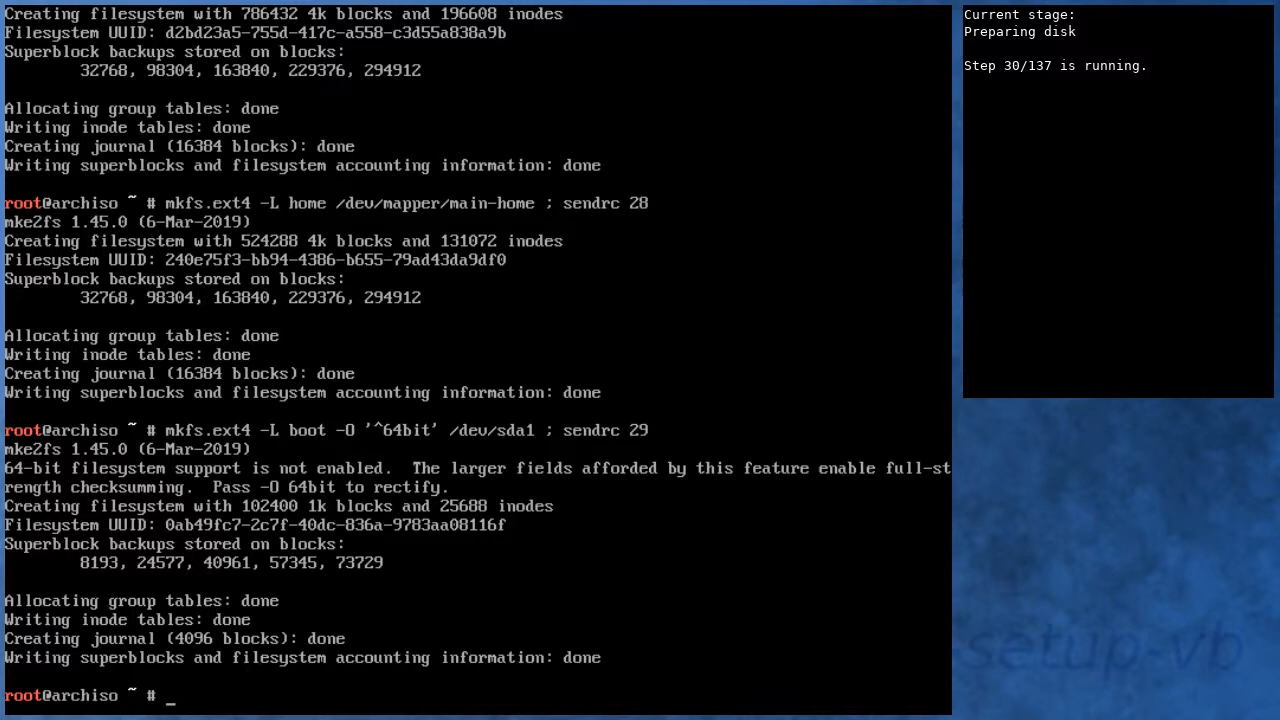 Creating filesystem with 786432 4k blocks and 196608 inodes
Filesystem UUID: d2bd23a5-755d-417c-a558-c3d55a838a9b
Superblock backups stored on blocks:
        32768, 98304, 163840, 229376, 294912

Allocating group tables: done
Writing inode tables: done
Creating journal (16384 blocks): done
Writing superblocks and filesystem accounting information: done

root@archiso ~ # mkfs.ext4 -L home /dev/mapper/main-home ; sendrc 28
mke2fs 1.45.0 (6-Mar-2019)
Creating filesystem with 524288 4k blocks and 131072 inodes
Filesystem UUID: 240e75f3-bb94-4386-b655-79ad43da9df0
Superblock backups stored on blocks:
        32768, 98304, 163840, 229376, 294912

Allocating group tables: done
Writing inode tables: done
Creating journal (16384 blocks): done
Writing superblocks and filesystem accounting information: done

root@archiso ~ # mkfs.ext4 -L boot -O '^64bit' /dev/sda1 ; sendrc 29
mke2fs 1.45.0 (6-Mar-2019)
64-bit filesystem support is not enabled.  The larger fields afforded by this feature enable full-st
rength checksumming.  Pass -O 64bit to rectify.
Creating filesystem with 102400 1k blocks and 25688 inodes
Filesystem UUID: 0ab49fc7-2c7f-40dc-836a-9783aa08116f
Superblock backups stored on blocks:
        8193, 24577, 40961, 57345, 73729

Allocating group tables: done
Writing inode tables: done
Creating journal (4096 blocks): done
Writing superblocks and filesystem accounting information: done

root@archiso ~ # _
Current stage:
Preparing disk

Step 30/137 is running.
setup-vb